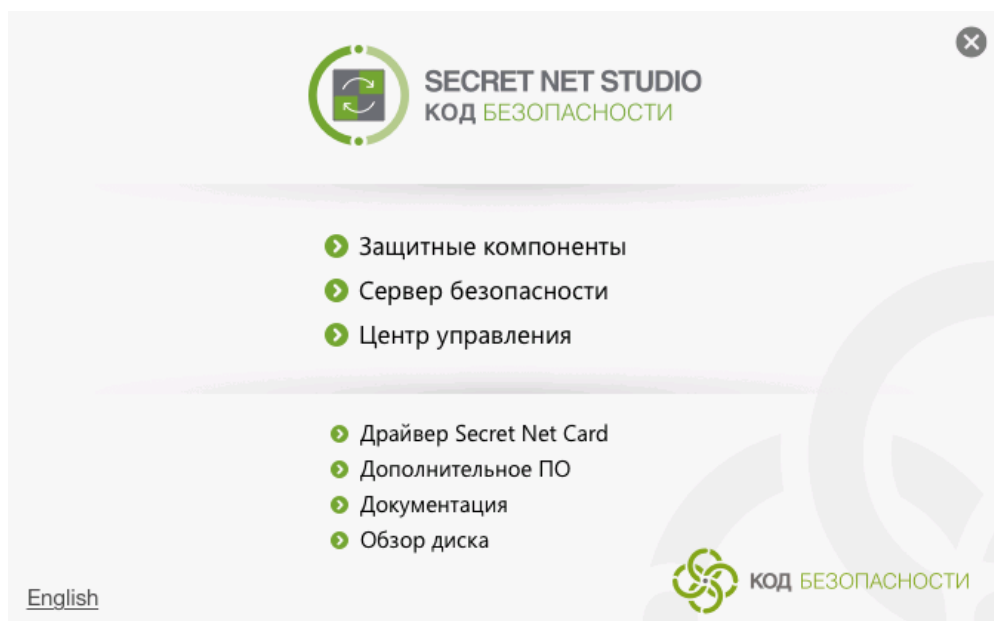 SECRET NET STUDIO
КОД БЕЗОПАСНОСТИ
Защитные компоненты
Сервер безопасности
Центр управления
Драйвер Secret Net Card
Дополнительное ПО
Документация
Обзор диска
КОД БЕЗОПАСНОСТИ
English